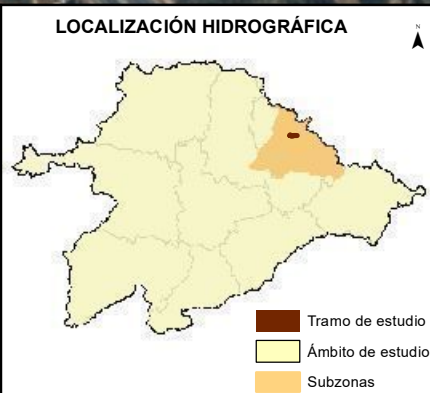 LOCALIZACIÓN HIDROGRÁFICA
N
Tramo de estudio
Ámbito de estudio
Subzonas